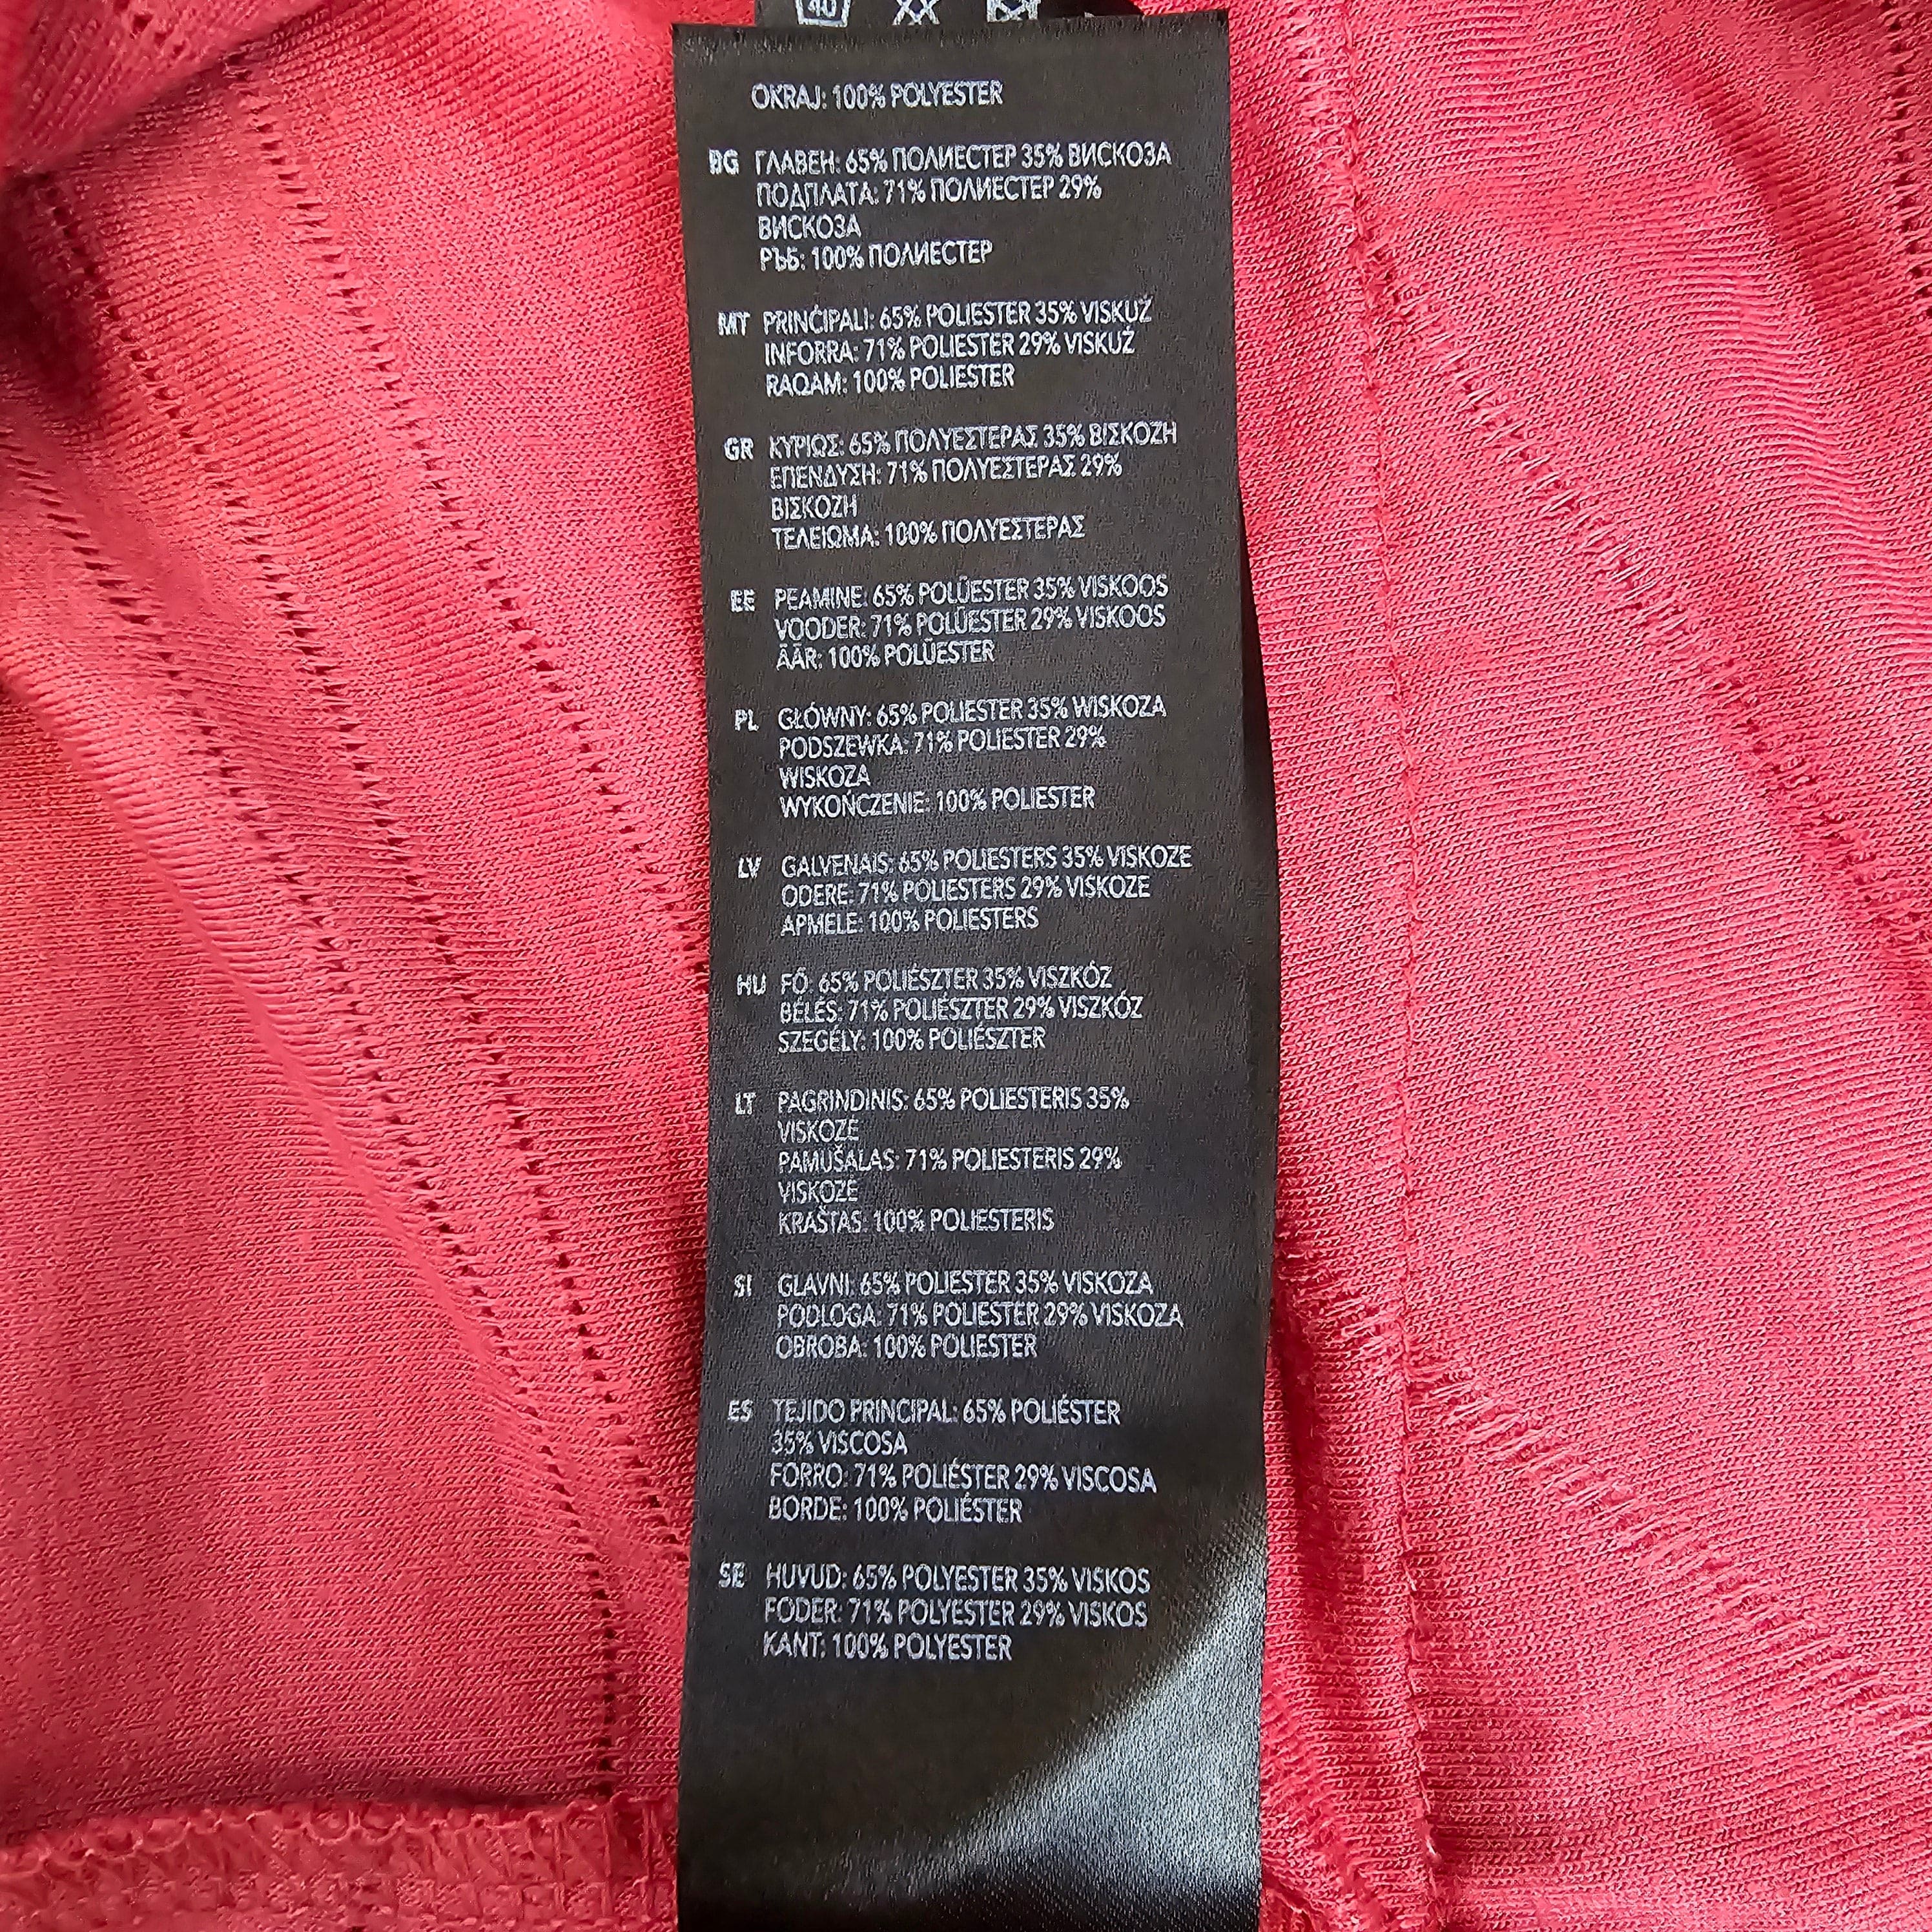 40
OKRAJ: 100% POLYESTER
BG ГЛАВЕН: 65% ПОЛИЕСТЕР 35% ВИСКОЗА
ПОДПЛАТА: 71% ПОЛИЕСТЕР 29%
ВИСКОЗА
РЪБ: 100% ПОЛИЕСТЕР
MT PRINĊIPALI: 65% POLIESTER 35% VISKUŻ
INFORRA: 71% POLIESTER 29% VISKUŻ
RAQAM: 100% POLIESTER
GR ΚΥΡΙΩΣ: 65% ΠΟΛΥΕΣΤΕΡΑΣ 35% ΒΙΣΚΟΖΗ
ΕΠΕΝΔΥΣΗ: 71% ΠΟΛΥΕΣΤΕΡΑΣ 29%
ΒΙΣΚΟΖΗ
ΤΕΛΕΙΩΜΑ: 100% ΠΟΛΥΕΣΤΕΡΑΣ
EE PEAMINE: 65% POLÜESTER 35% VISKOOS
VOODER: 71% POLÜESTER 29% VISKOOS
ÄÄR: 100% POLÜESTER
PL GŁÓWNY: 65% POLIESTER 35% WISKOZA
PODSZEWKA: 71% POLIESTER 29%
WISKOZA
WYKOŃCZENIE: 100% POLIESTER
LV GALVENAIS: 65% POLIESTERS 35% VISKOZE
ODERE: 71% POLIESTERS 29% VISKOZE
APMELE: 100% POLIESTERS
HU FŐ: 65% POLIÉSZTER 35% VISZKÓZ
BÉLÉS: 71% POLIÉSZTER 29% VISZKÓZ
SZEGÉLY: 100% POLIÉSZTER
LT PAGRINDINIS: 65% POLIESTERIS 35%
VISKOZĖ
PAMUŠALAS: 71% POLIESTERIS 29%
VISKOZĖ
KRAŠTAS: 100% POLIESTERIS
SI GLAVNI: 65% POLIESTER 35% VISKOZA
PODLOGA: 71% POLIESTER 29% VISKOZA
OBROBA: 100% POLIESTER
ES TEJIDO PRINCIPAL: 65% POLIÉSTER
35% VISCOSA
FORRO: 71% POLIÉSTER 29% VISCOSA
BORDE: 100% POLIÉSTER
SE HUVUD: 65% POLYESTER 35% VISKOS
FODER: 71% POLYESTER 29% VISKOS
KANT: 100% POLYESTER